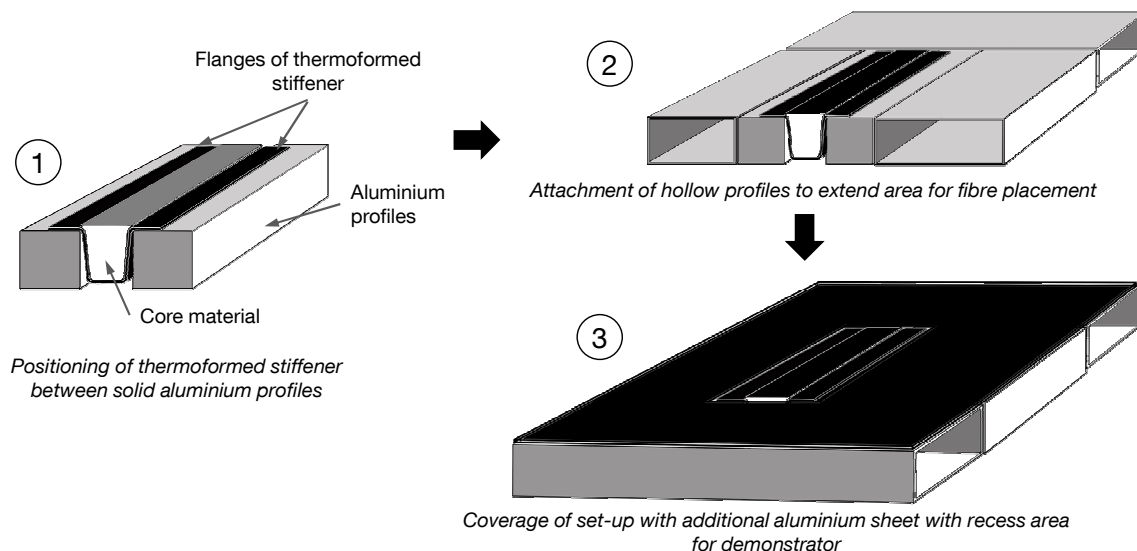 Flanges of thermoformed
stiffener
1
Aluminium
profiles
Core material
Positioning of thermoformed stiffener
between solid aluminium profiles
2
Attachment of hollow profiles to extend area for fibre placement
3
Coverage of set-up with additional aluminium sheet with recess area
for demonstrator